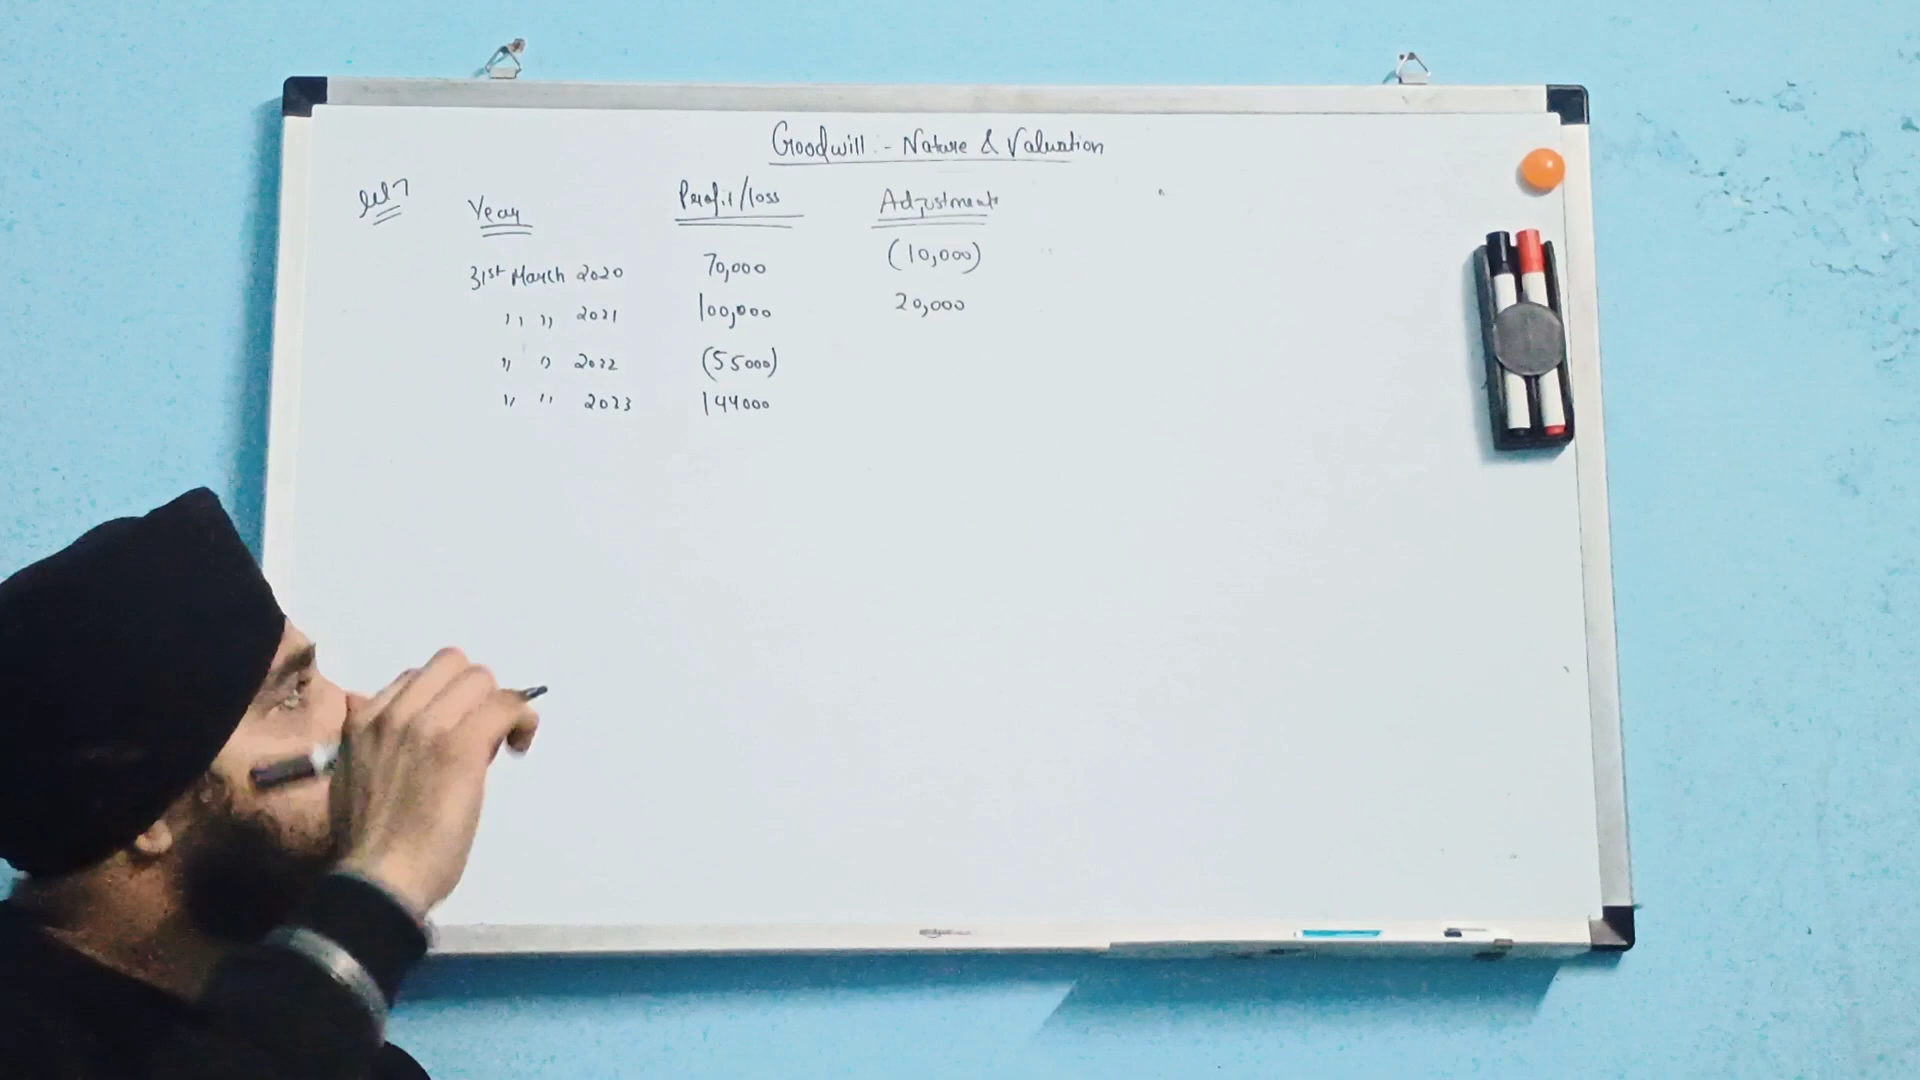 Goodwill :- Nature & Valuation
Year Profit/loss Adjustments
31st March 2020 70,000 (10,000)
,, ,, 2021 100,000 20,000
,, ,, 2022 (55000)
,, ,, 2023 144000